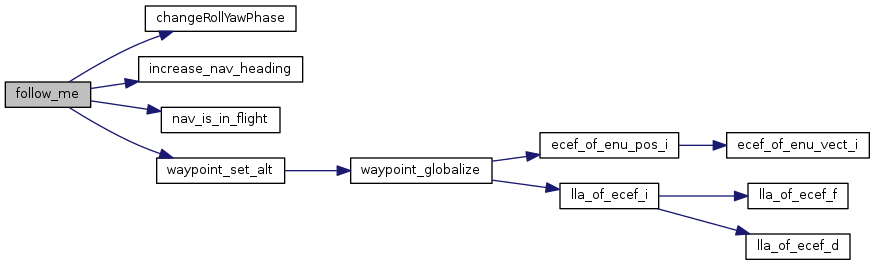 changeRollYawPhase
increase_nav_heading
follow_me
nav_is_in_flight
waypoint_set_alt
waypoint_globalize
ecef_of_enu_pos_i
ecef_of_enu_vect_i
lla_of_ecef_i
lla_of_ecef_f
lla_of_ecef_d